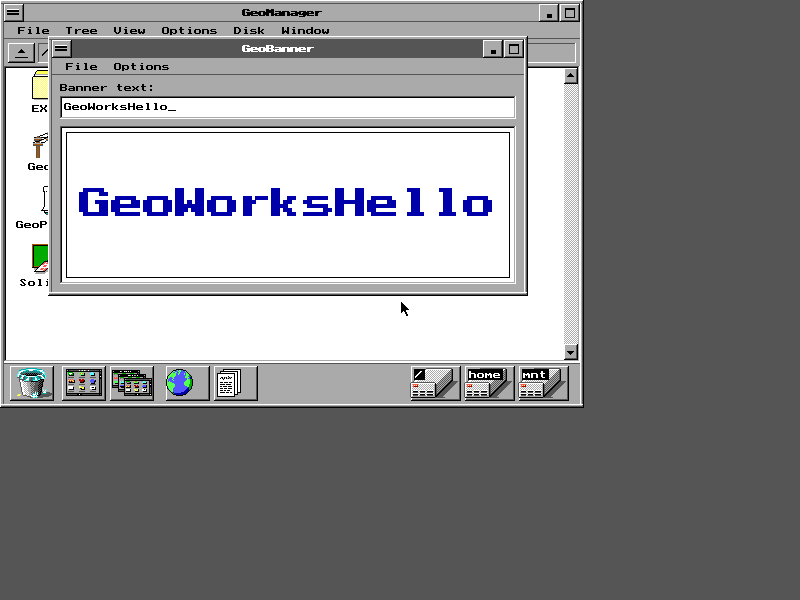 GeoManager
File Tree View Options Disk Window
GeoBanner
File Options
Banner text:
GeoWorksHello_
GeoWorksHello
EX
Geo
GeoP
Soli
/
home
mnt